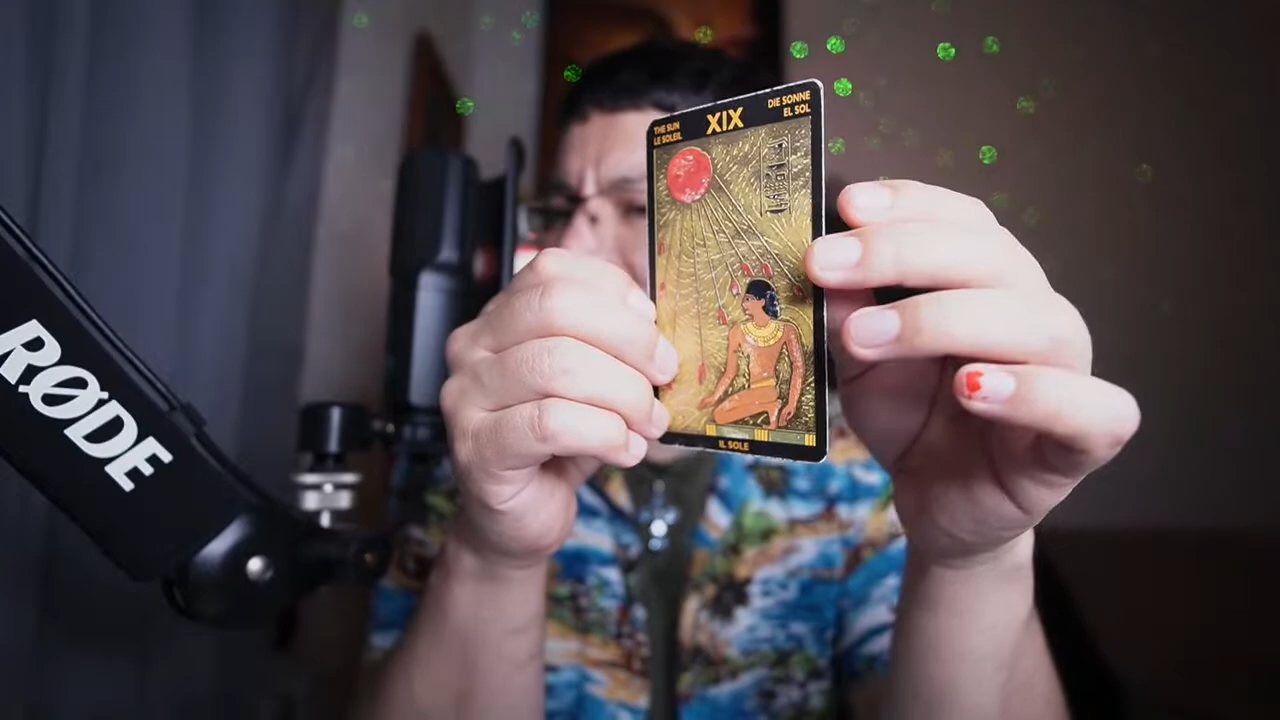 THE SUN
LE SOLEIL
XIX
DIE SONNE
EL SOL
IL SOLE
RØDE